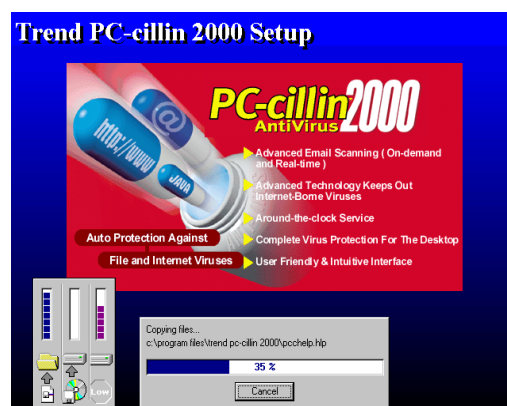 Trend PC-cillin 2000 Setup
PC-cillin 2000
AntiVirus
http://www
@
JAVA
Advanced Email Scanning ( On-demand
and Real-time )
Advanced Technology Keeps Out
Internet-Borne Viruses
Around-the-clock Service
Complete Virus Protection For The Desktop
User Friendly & Intuitive Interface
Auto Protection Against
File and Internet Viruses
Copying files...
c:\program files\trend pc-cillin 2000\pcchelp.hlp
35 %
Cancel
Low